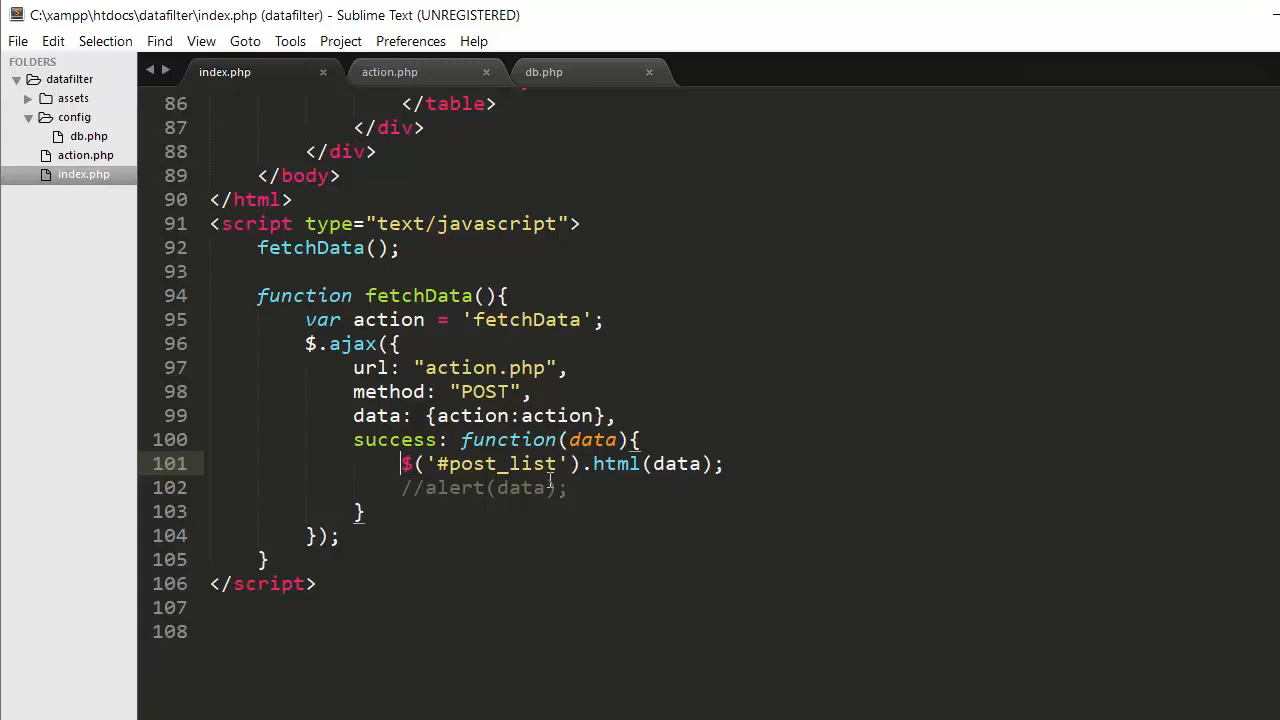 C:\xampp\htdocs\datafilter\index.php (datafilter) - Sublime Text (UNREGISTERED)
File Edit Selection Find View Goto Tools Project Preferences Help
FOLDERS
datafilter
assets
config
db.php
action.php
index.php
index.php × action.php × db.php ×
86 </table>
87 </div>
88 </div>
89 </body>
90 </html>
91 <script type="text/javascript">
92 fetchData();
93
94 function fetchData(){
95 var action = 'fetchData';
96 $.ajax({
97 url: "action.php",
98 method: "POST",
99 data: {action:action},
100 success: function(data){
101 $('#post_list').html(data);
102 //alert(data);
103 }
104 });
105 }
106 </script>
107
108